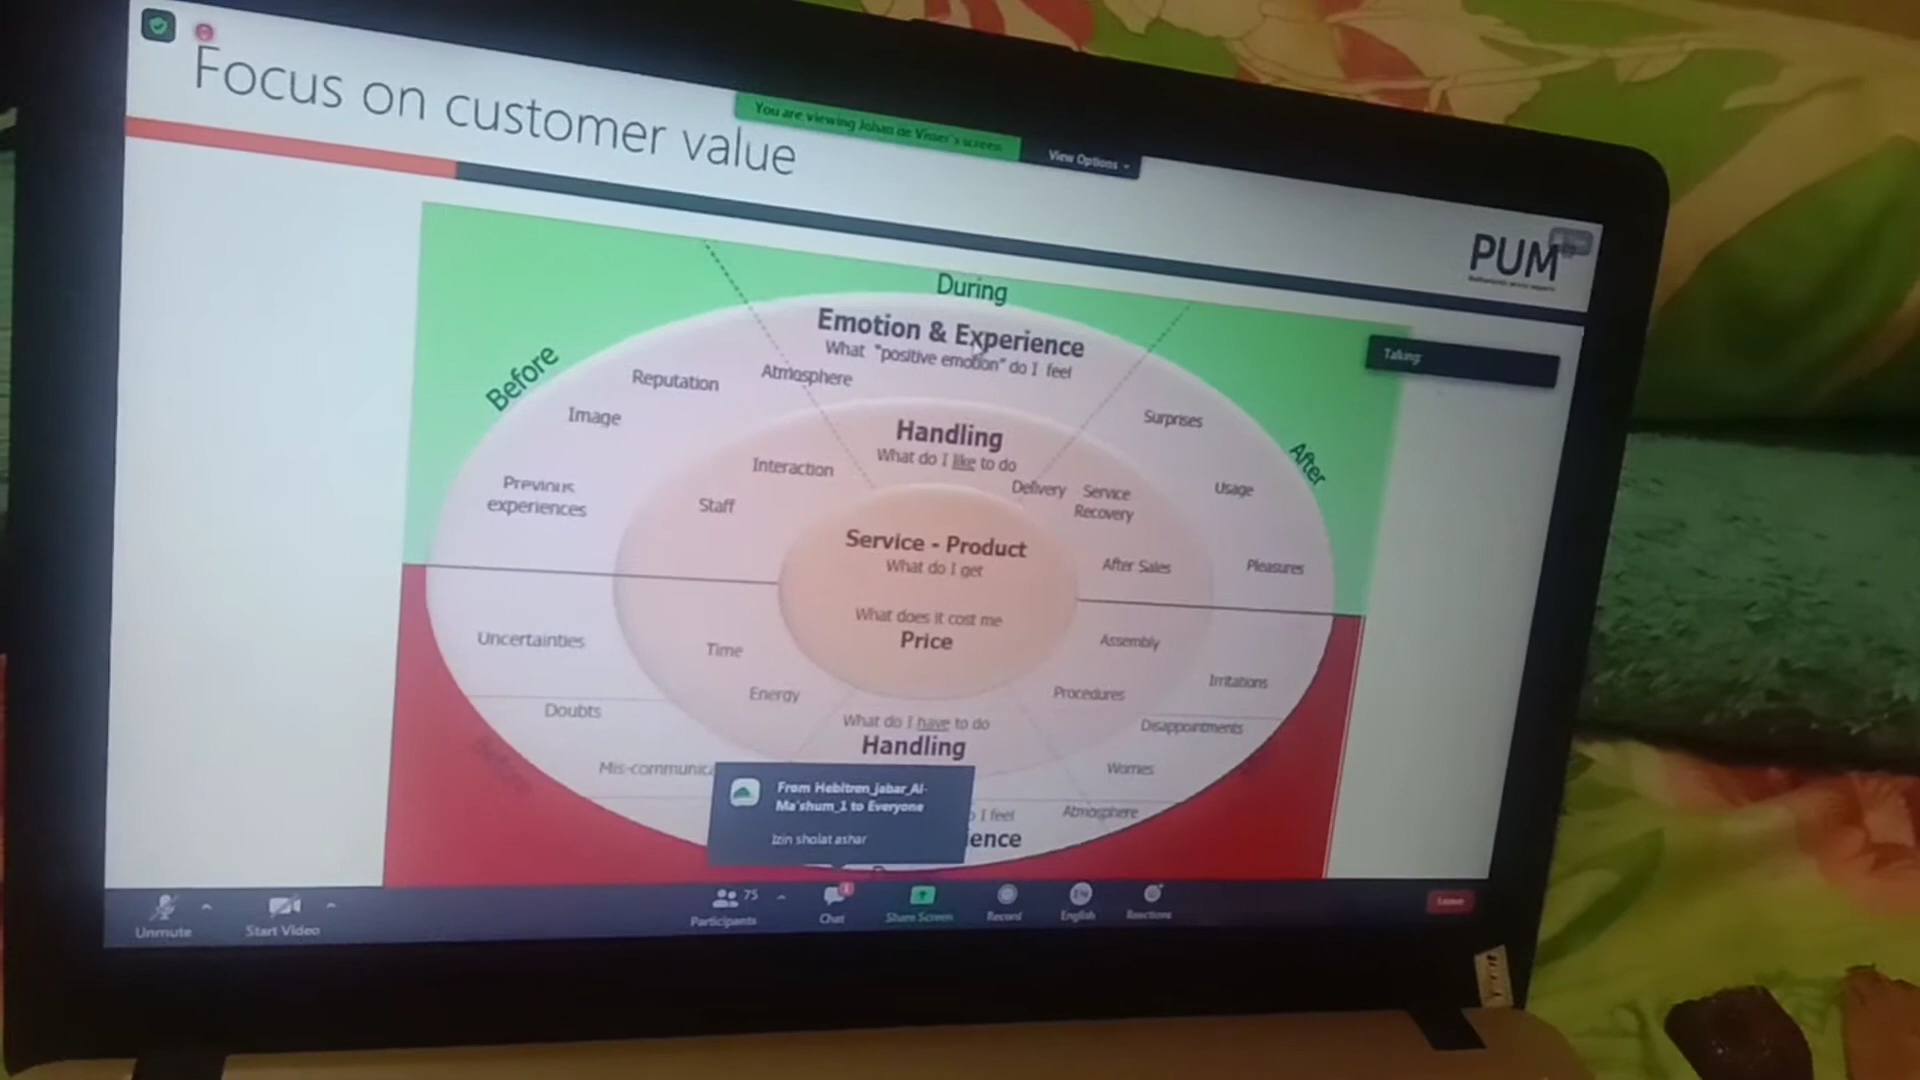 Focus on customer value
You are viewing Johan de Visser's screen
View Options
PUM
Talking:
During
Before
After
Emotion & Experience
What "positive emotion" do I feel
Reputation
Atmosphere
Image
Surprises
Handling
What do I like to do
Interaction
Previous
experiences
Staff
Delivery
Service
Recovery
Usage
Service - Product
What do I get
After Sales
Pleasures
What does it cost me
Price
Uncertainties
Time
Assembly
Energy
Procedures
Irritations
Doubts
What do I have to do
Handling
Disappointments
Mis-communica
Worries
From Hebitren_Jabar_Al-
Ma'shum_1 to Everyone
Izin sholat ashar
I feel
Atmosphere
ience
Unmute
Start Video
75
Participants
1
Chat
Share Screen
Record
EN
English
Reactions
Leave